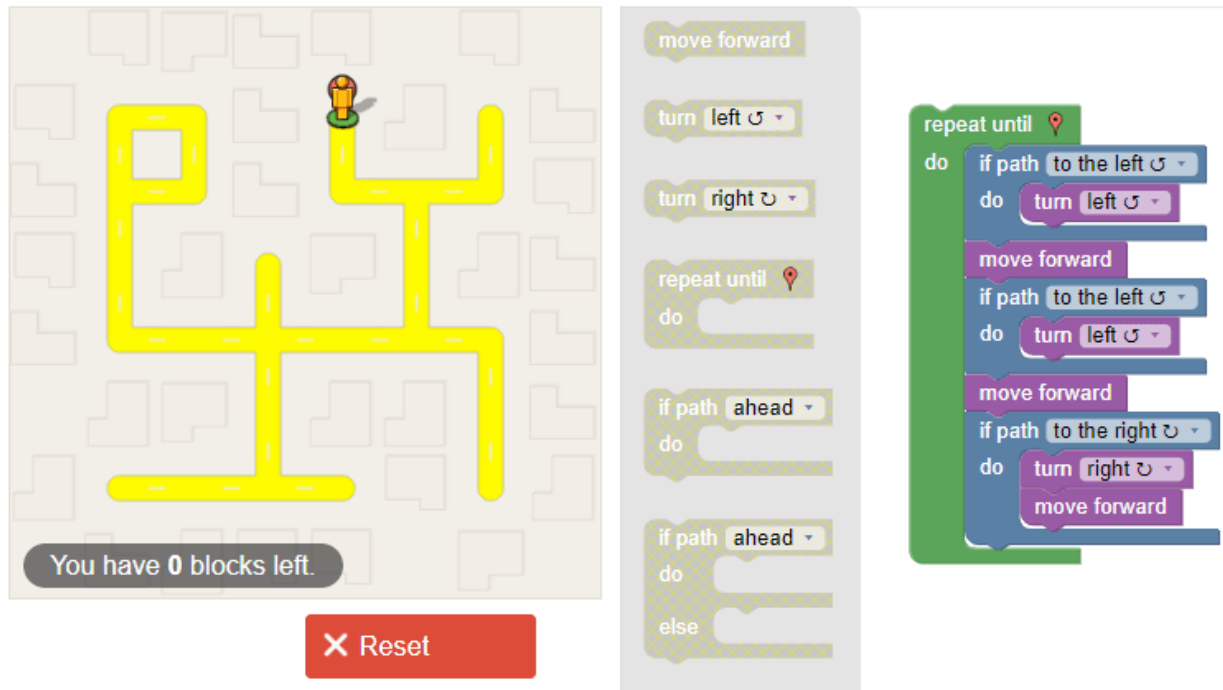 You have 0 blocks left.
Reset
move forward
turn left ↺
turn right ↻
repeat until
do
if path ahead
do
if path ahead
do
else
repeat until
do
if path to the left ↺
do turn left ↺
move forward
if path to the left ↺
do turn left ↺
move forward
if path to the right ↻
do turn right ↻
move forward